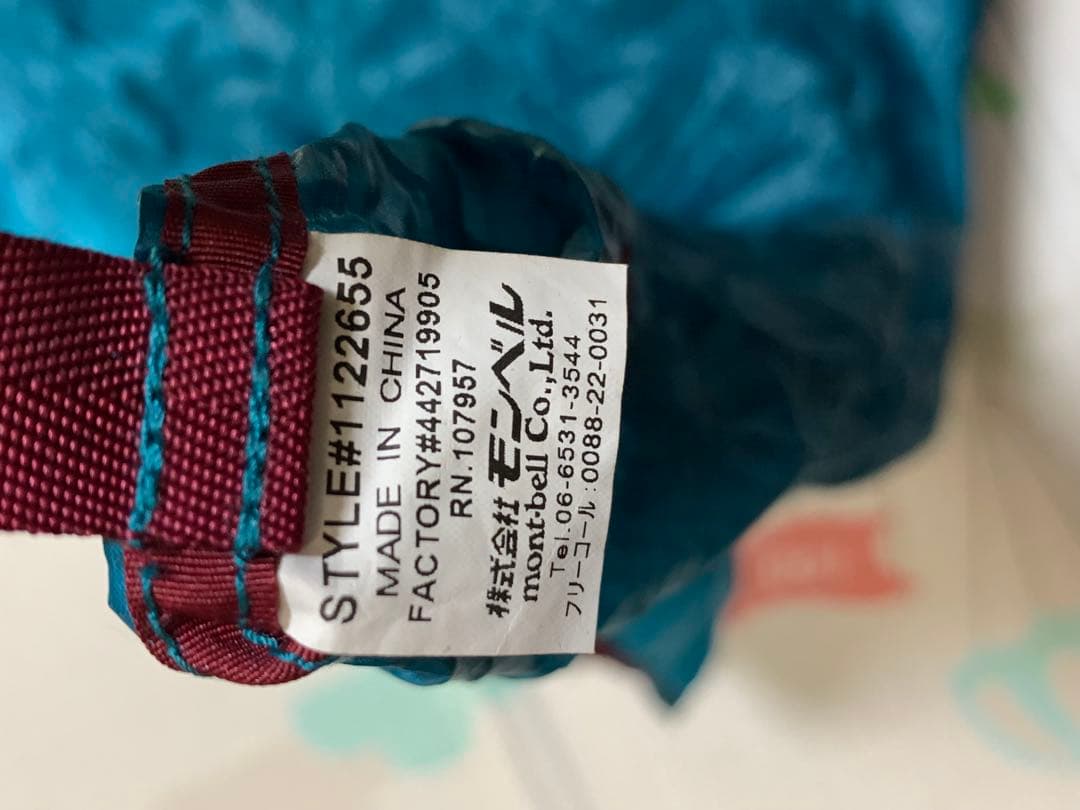 STYLE#1122655
MADE IN CHINA
FACTORY#442719905
RN.107957
株式会社 モンベル
mont-bell Co.,Ltd.
Tel.06-6531-3544
フリーコール:0088-22-0031